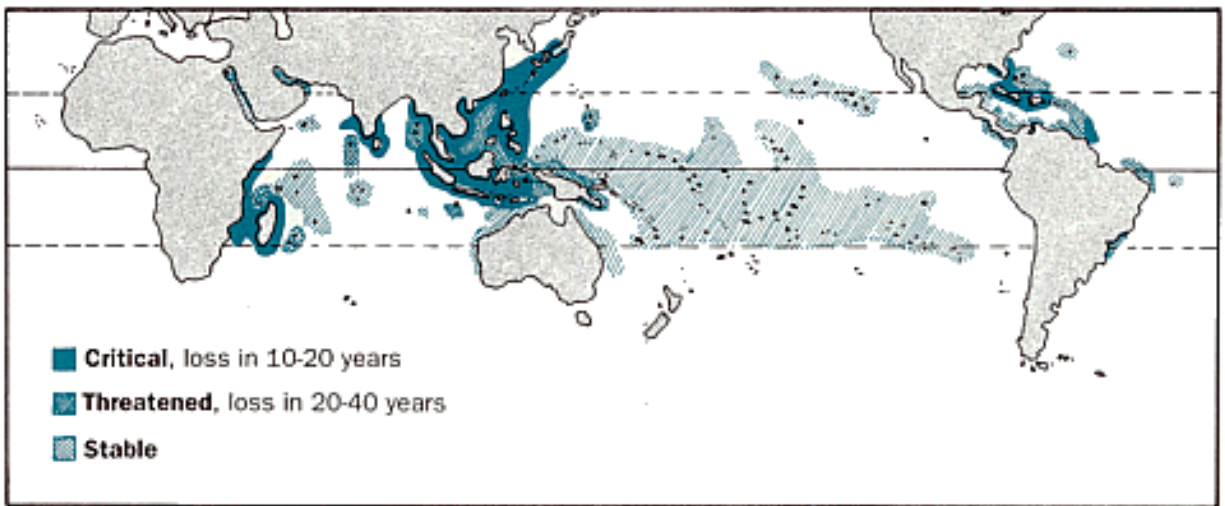 Critical, loss in 10-20 years
Threatened, loss in 20-40 years
Stable